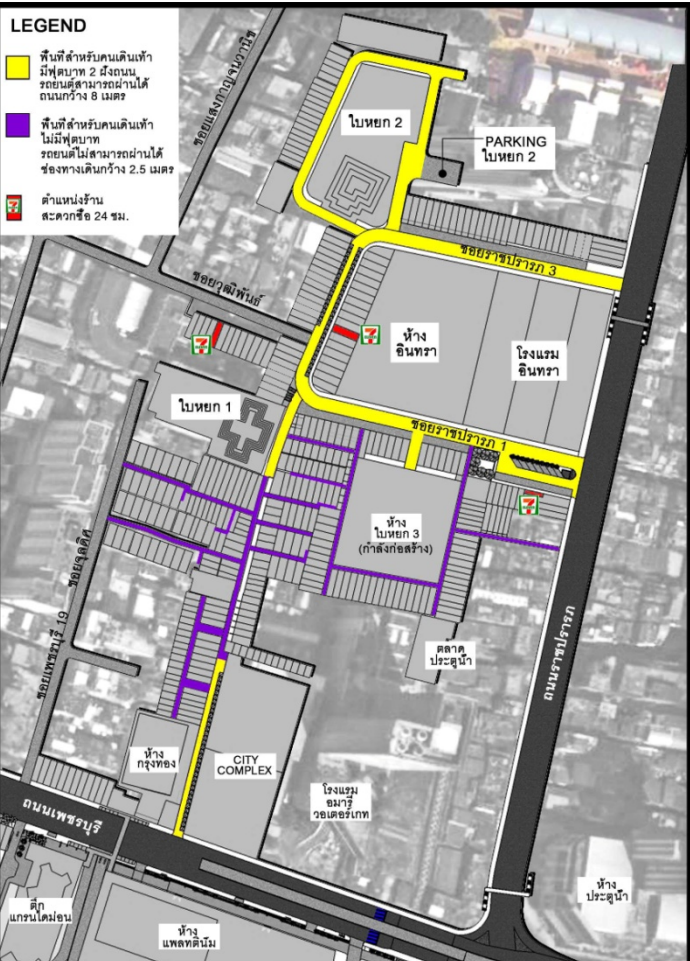 LEGEND
พื้นที่สำหรับคนเดินเท้า
มีฟุตบาท 2 ฝั่งถนน
รถยนต์สามารถผ่านได้
ถนนกว้าง 8 เมตร
พื้นที่สำหรับคนเดินเท้า
ไม่มีฟุตบาท
รถยนต์ไม่สามารถผ่านได้
ช่องทางเดินกว้าง 2.5 เมตร
ตำแหน่งร้าน
สะดวกซื้อ 24 ชม.
ซอยแสงกาญจนวานิช
ใบหยก 2
PARKING
ใบหยก 2
ซอยราชปรารภ 3
ซอยวุฒิพันธ์
ห้าง
อินทรา
โรงแรม
อินทรา
ใบหยก 1
ซอยราชปรารภ 1
ห้าง
ใบหยก 3
(กำลังก่อสร้าง)
ซอยเพชรบุรี 19 ซอยจุลดิศ
ตลาด
ประตูน้ำ
ถนนราชปรารภ
ห้าง
กรุงทอง
CITY
COMPLEX
โรงแรม
อมารี
วอเตอร์เกท
ถนนเพชรบุรี
ตึก
แกรนไดม่อน
ห้าง
แพลทตินั่ม
ห้าง
ประตูน้ำ